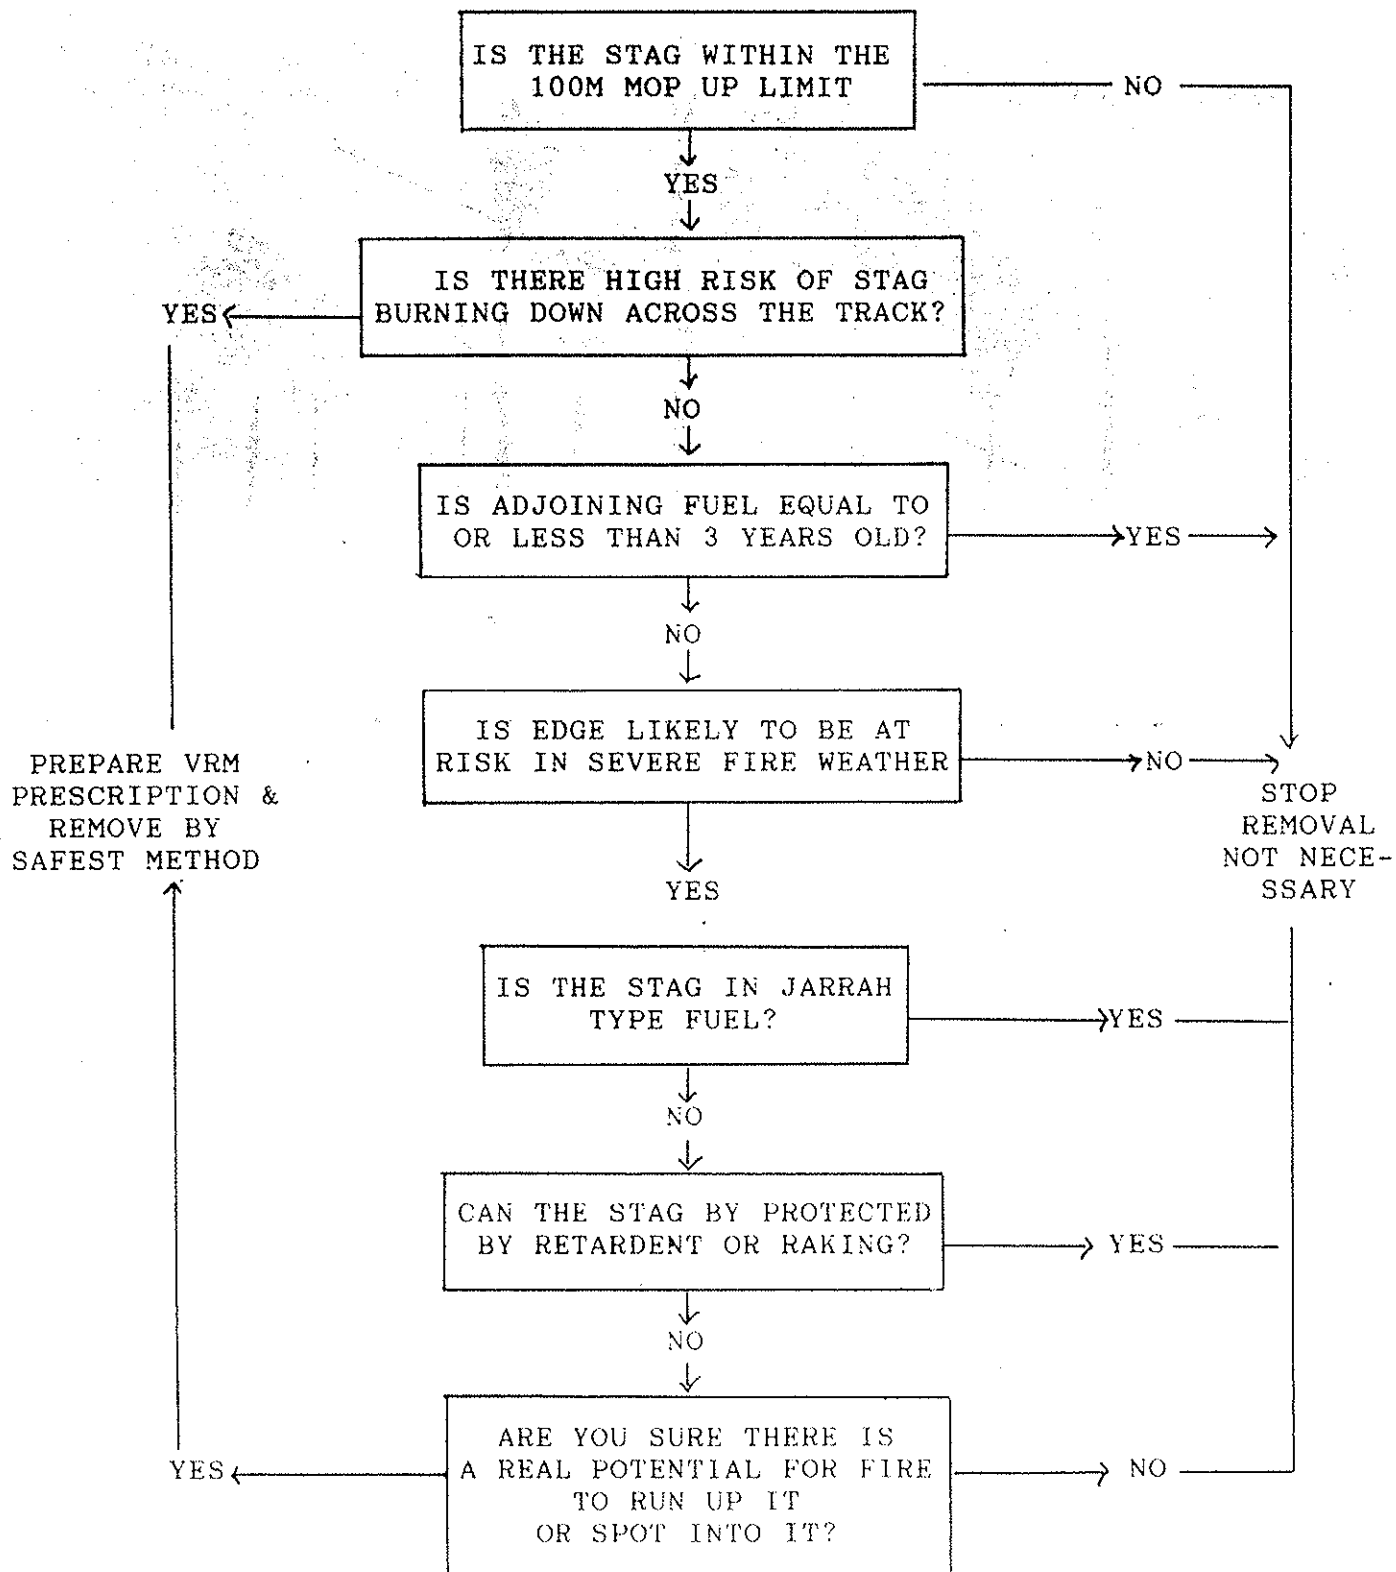 IS THE STAG WITHIN THE
100M MOP UP LIMIT
NO
YES
IS THERE HIGH RISK OF STAG
BURNING DOWN ACROSS THE TRACK?
YES
NO
IS ADJOINING FUEL EQUAL TO
OR LESS THAN 3 YEARS OLD?
YES
NO
IS EDGE LIKELY TO BE AT
RISK IN SEVERE FIRE WEATHER
NO
PREPARE VRM
PRESCRIPTION &
REMOVE BY
SAFEST METHOD
STOP
REMOVAL
NOT NECE-
SSARY
YES
IS THE STAG IN JARRAH
TYPE FUEL?
YES
NO
CAN THE STAG BY PROTECTED
BY RETARDENT OR RAKING?
YES
NO
ARE YOU SURE THERE IS
A REAL POTENTIAL FOR FIRE
TO RUN UP IT
OR SPOT INTO IT?
YES
NO